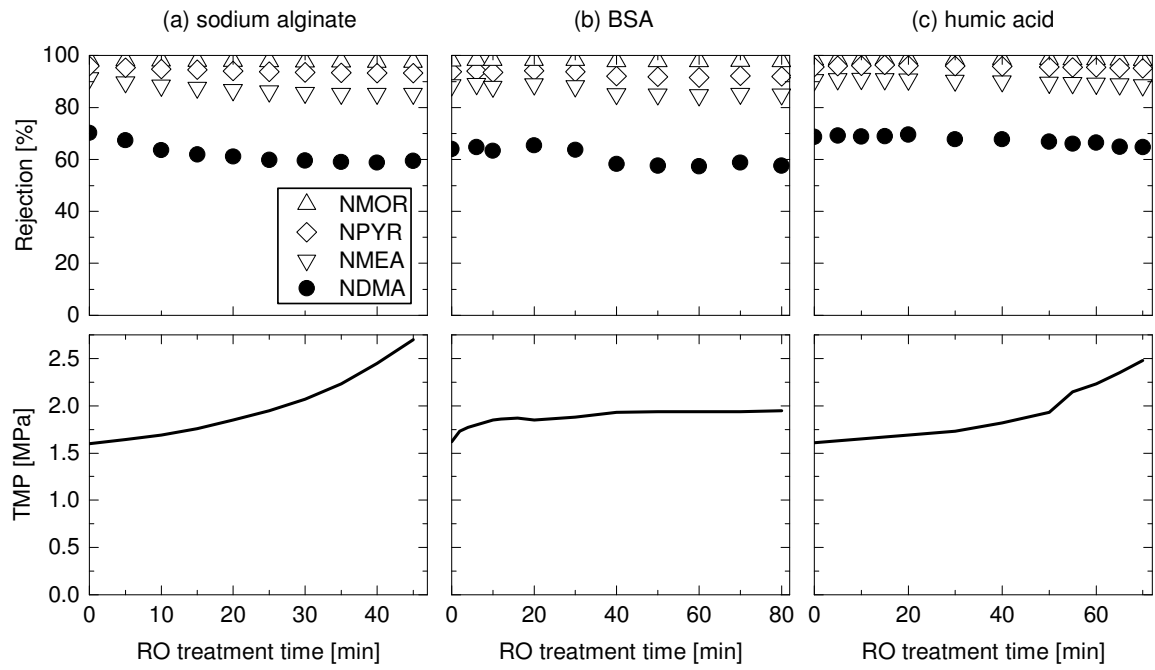 (a) sodium alginate
(b) BSA
(c) humic acid
Rejection [%]
100
80
60
40
20
0
NMOR
NPYR
NMEA
NDMA
TMP [MPa]
2.5
2.0
1.5
1.0
0.5
0.0
0 10 20 30 40
0 20 40 60 80
0 20 40 60
RO treatment time [min]
RO treatment time [min]
RO treatment time [min]